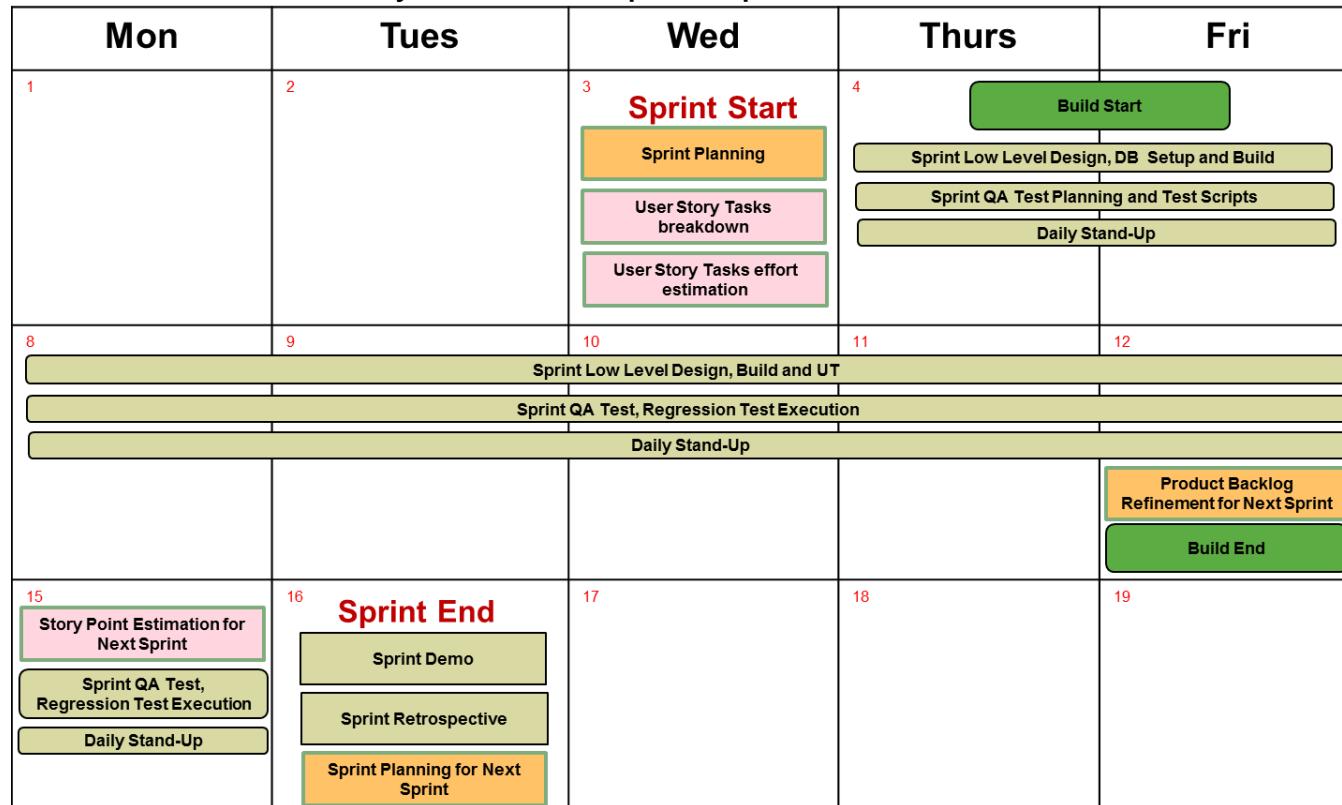 Mon Tues Wed Thurs Fri
1 2 3 4
Sprint Start
Sprint Planning
User Story Tasks
breakdown
User Story Tasks effort
estimation
Build Start
Sprint Low Level Design, DB Setup and Build
Sprint QA Test Planning and Test Scripts
Daily Stand-Up
8 9 10 11 12
Sprint Low Level Design, Build and UT
Sprint QA Test, Regression Test Execution
Daily Stand-Up
Product Backlog
Refinement for Next Sprint
Build End
15 16 17 18 19
Story Point Estimation for
Next Sprint
Sprint QA Test,
Regression Test Execution
Daily Stand-Up
Sprint End
Sprint Demo
Sprint Retrospective
Sprint Planning for Next
Sprint